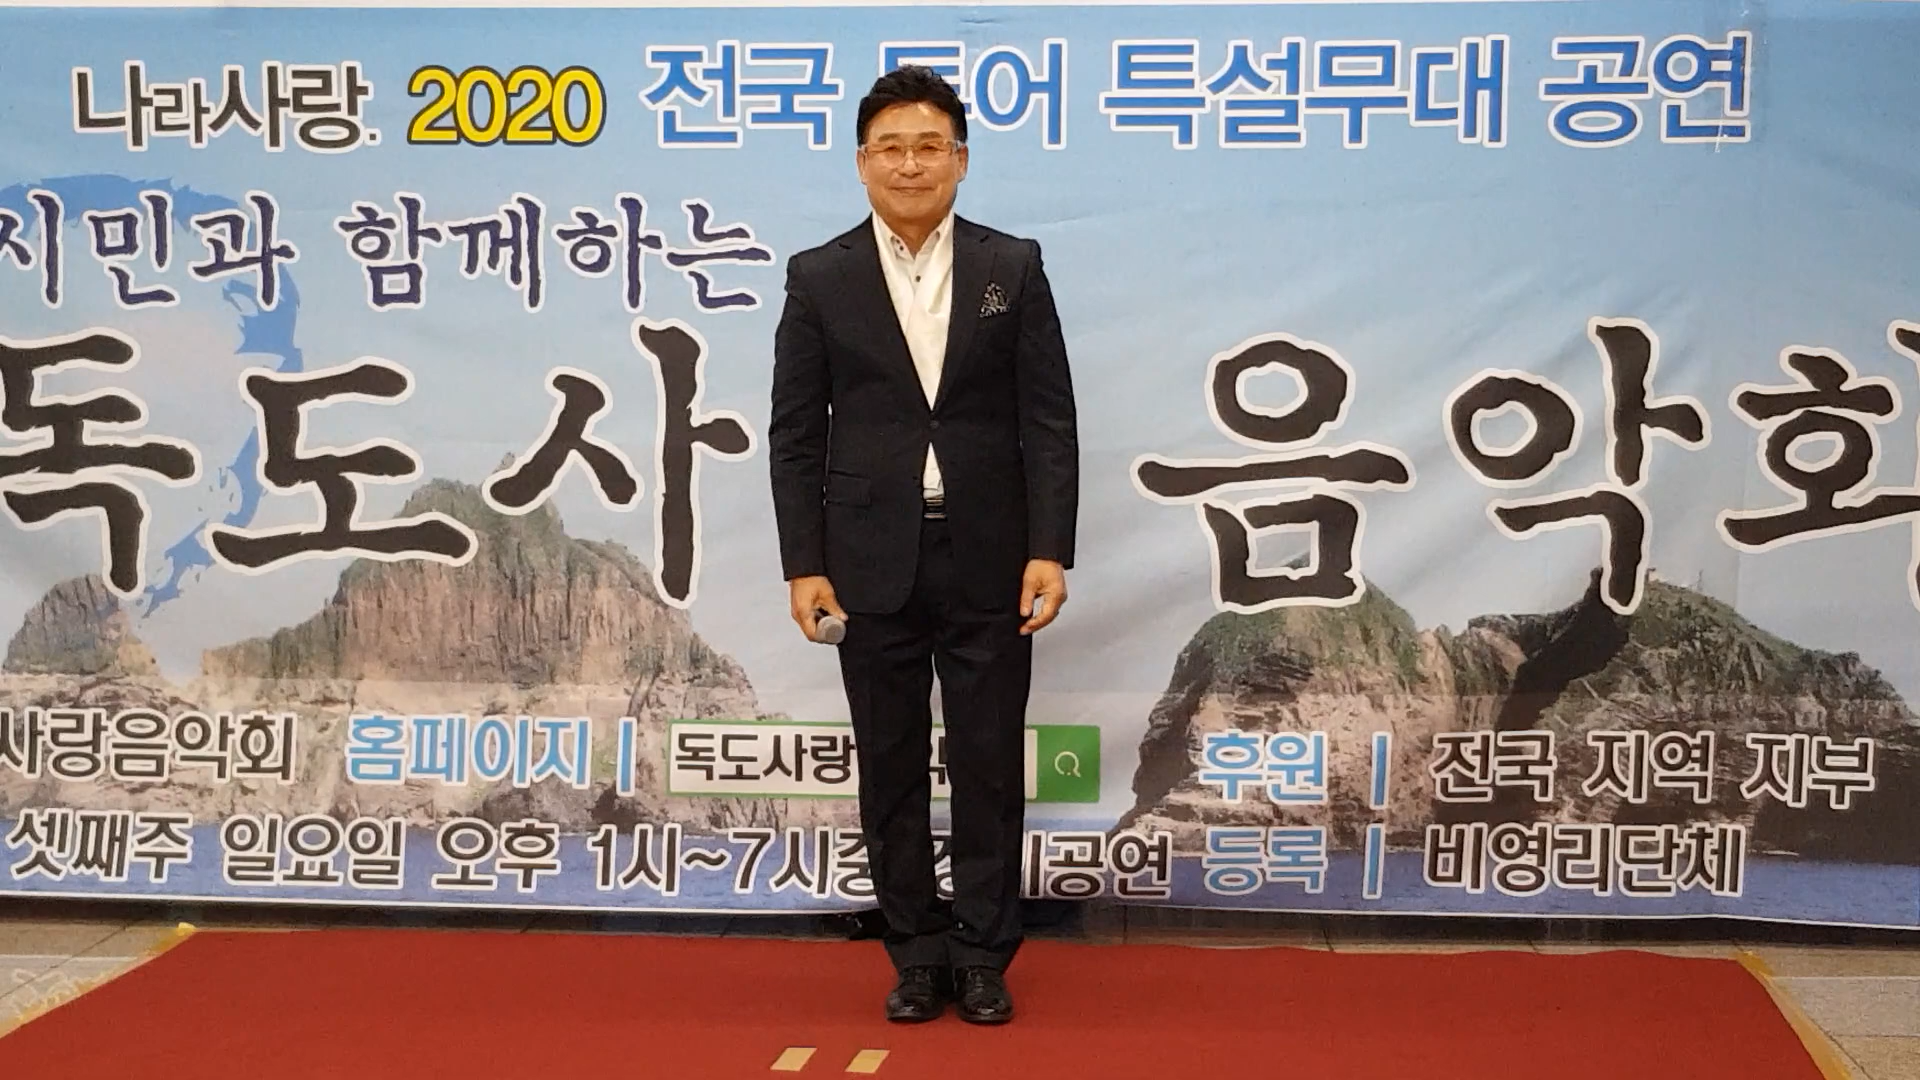 나라사랑. 2020 전국 투어 특설무대 공연
시민과 함께하는
독도사 음악회
사랑음악회 홈페이지 | 독도사랑 후원 | 전국 지역 지부
셋째주 일요일 오후 1시~7시 공연 등록 | 비영리단체